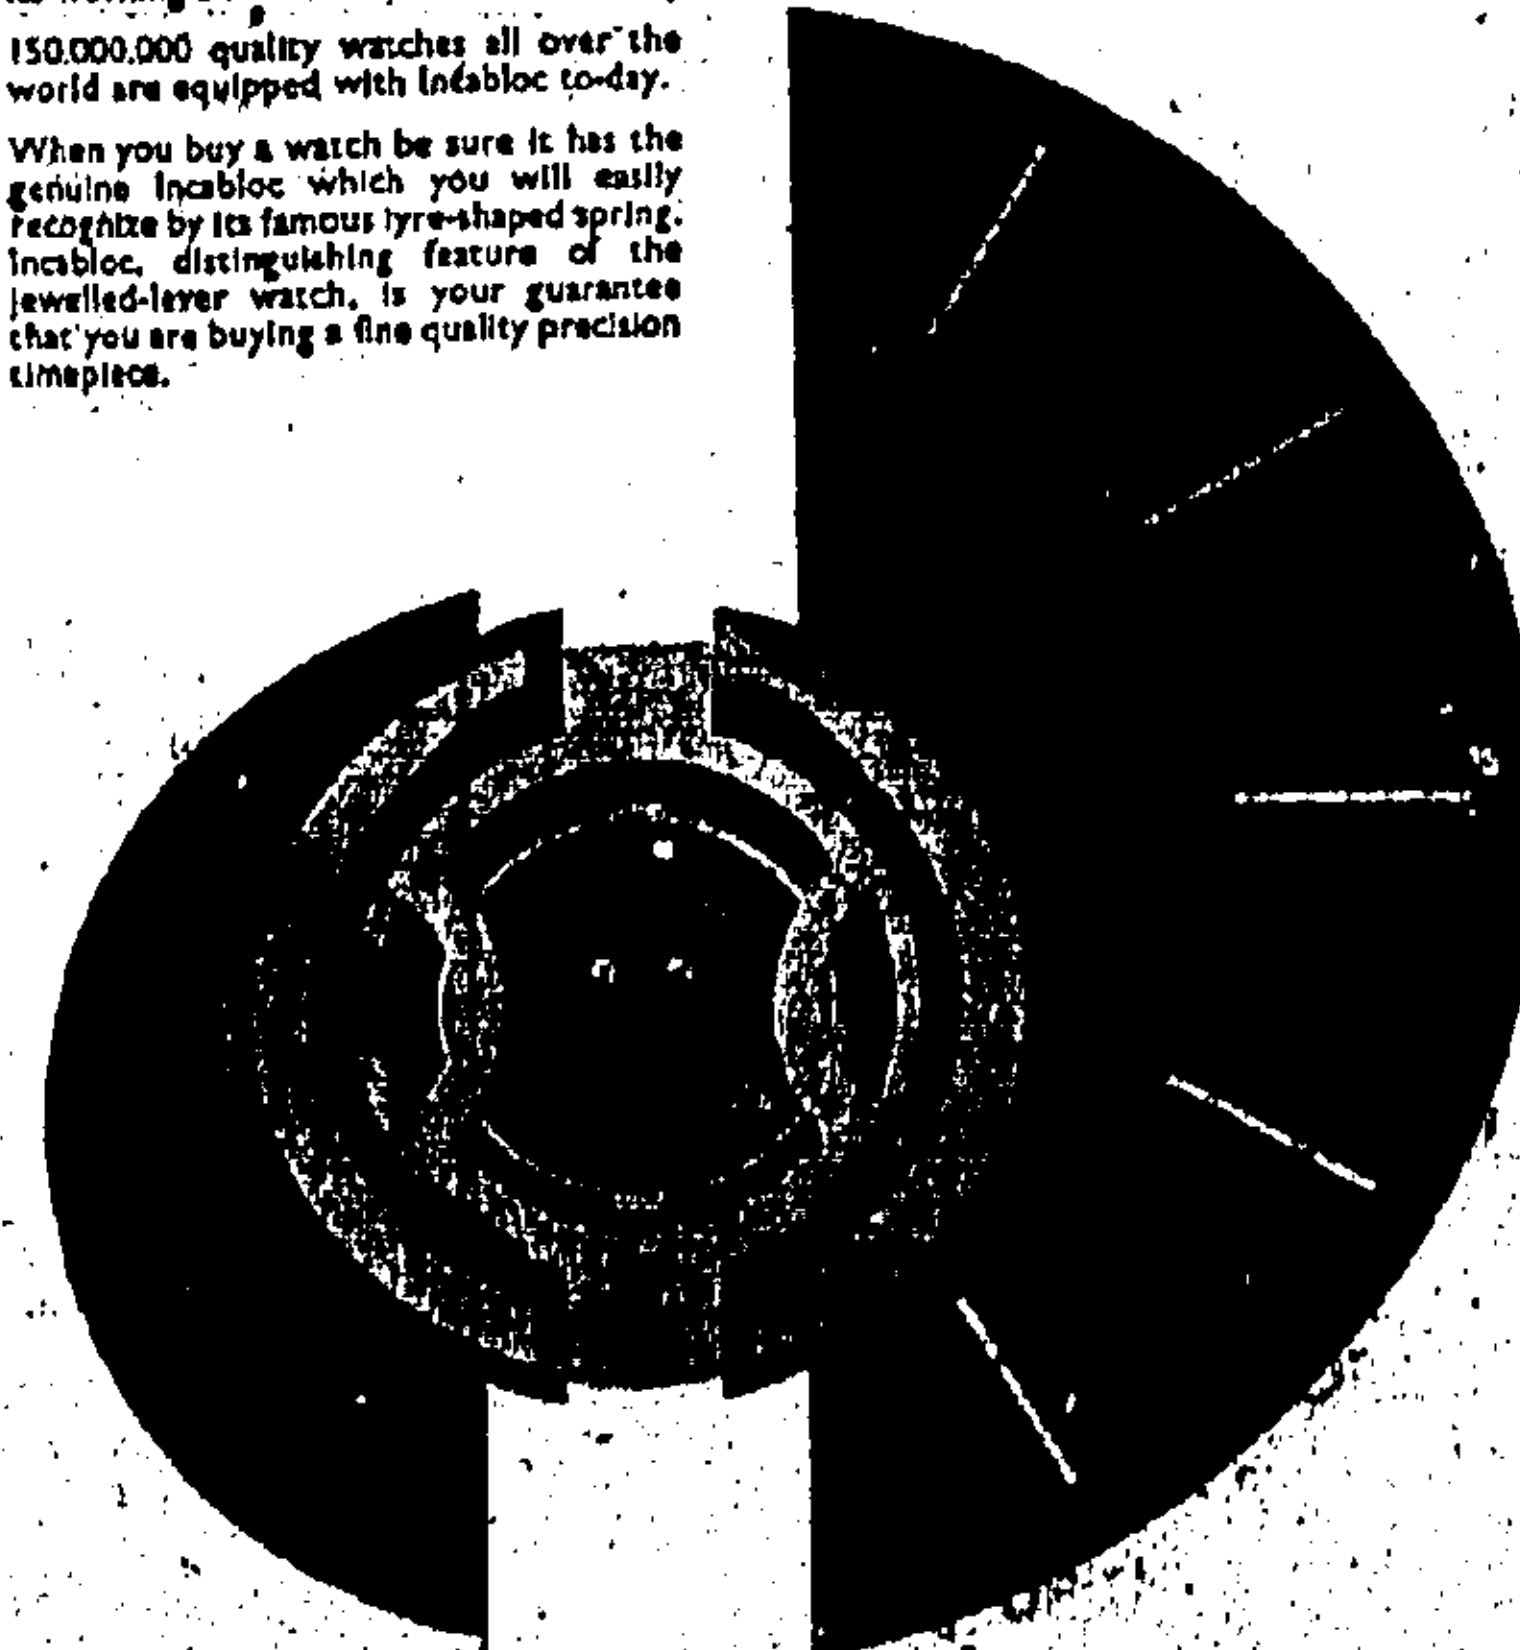 150.000.000 quality watches all over the
world are equipped with Incabloc to-day.
When you buy a watch be sure it has the
genuine Incabloc which you will easily
recognize by its famous lyre-shaped spring.
Incabloc, distinguishing feature of the
jewelled-lever watch, is your guarantee
that you are buying a fine quality precision
timepiece.
15